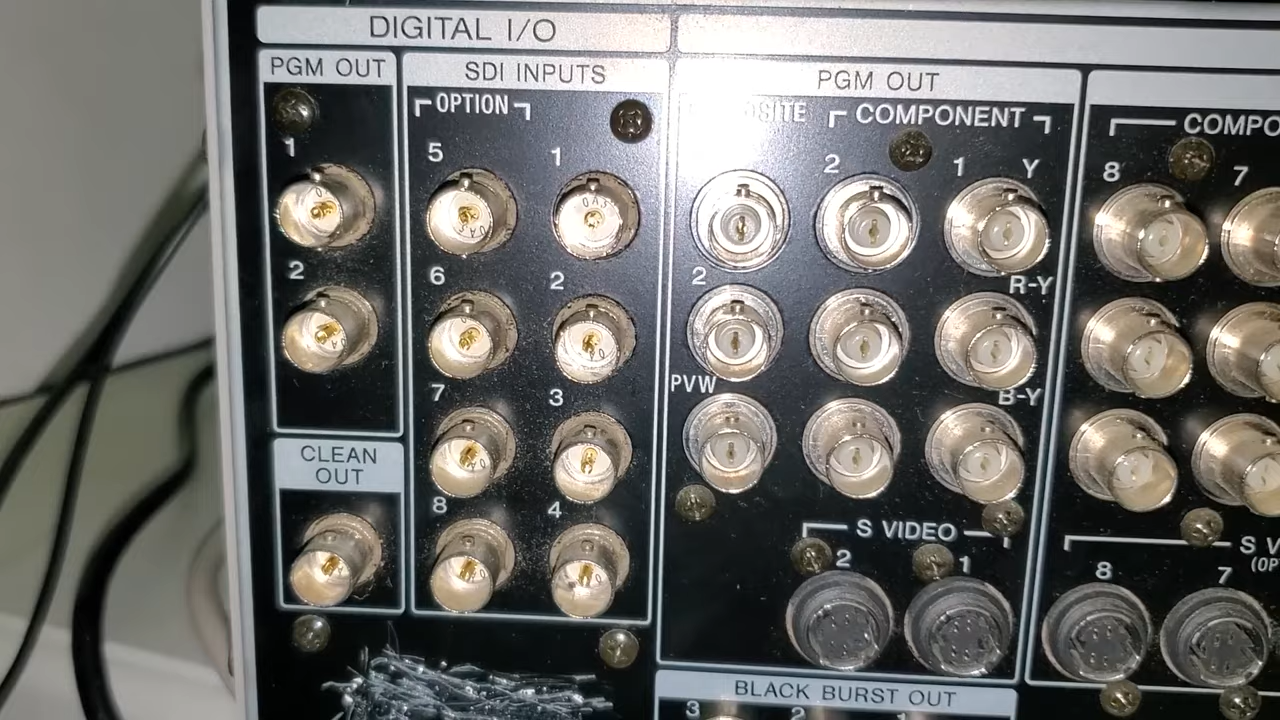 DIGITAL I/O
PGM OUT
SDI INPUTS
PGM OUT
OPTION
COMPONENT
1
5
1
2
1
Y
8
7
2
6
2
2
R-Y
7
3
PVW
B-Y
CLEAN
OUT
8
4
S VIDEO
2
1
8
7
BLACK BURST OUT
3
2
1